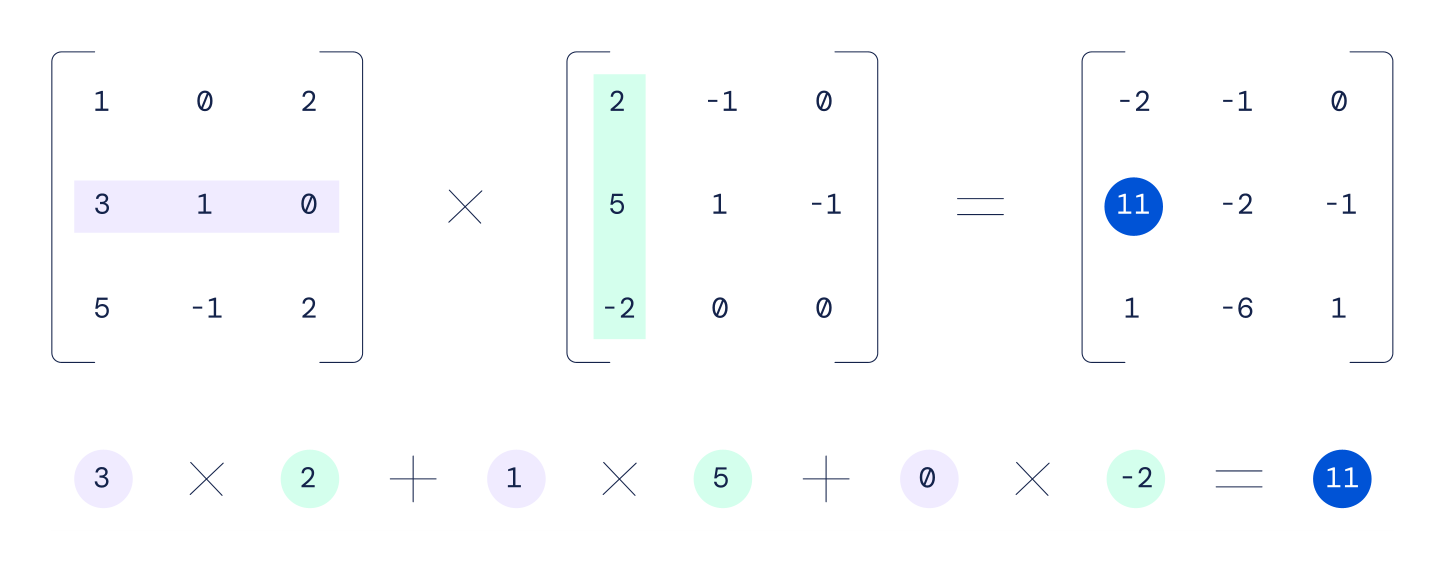 1 0 2 2 -1 0 -2 -1 0
3 1 0 × 5 1 -1 = 11 -2 -1
5 -1 2 -2 0 0 1 -6 1
3 × 2 + 1 × 5 + 0 × -2 = 11